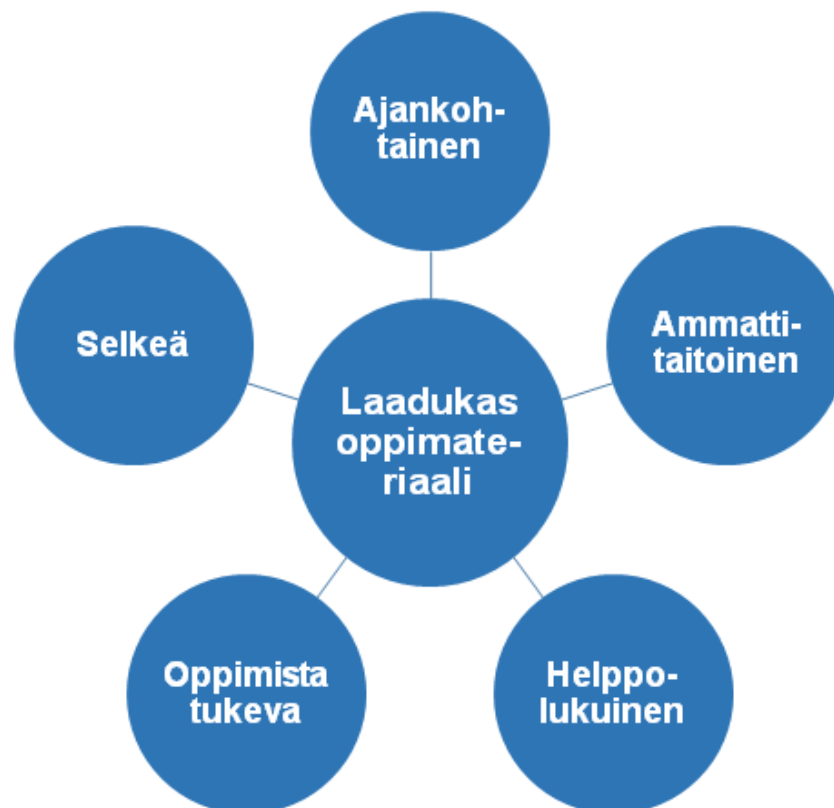 Ajankoh-
tainen
Selkeä
Ammatti-
taitoinen
Laadukas
oppimate-
riaali
Oppimista
tukeva
Helppo-
lukuinen